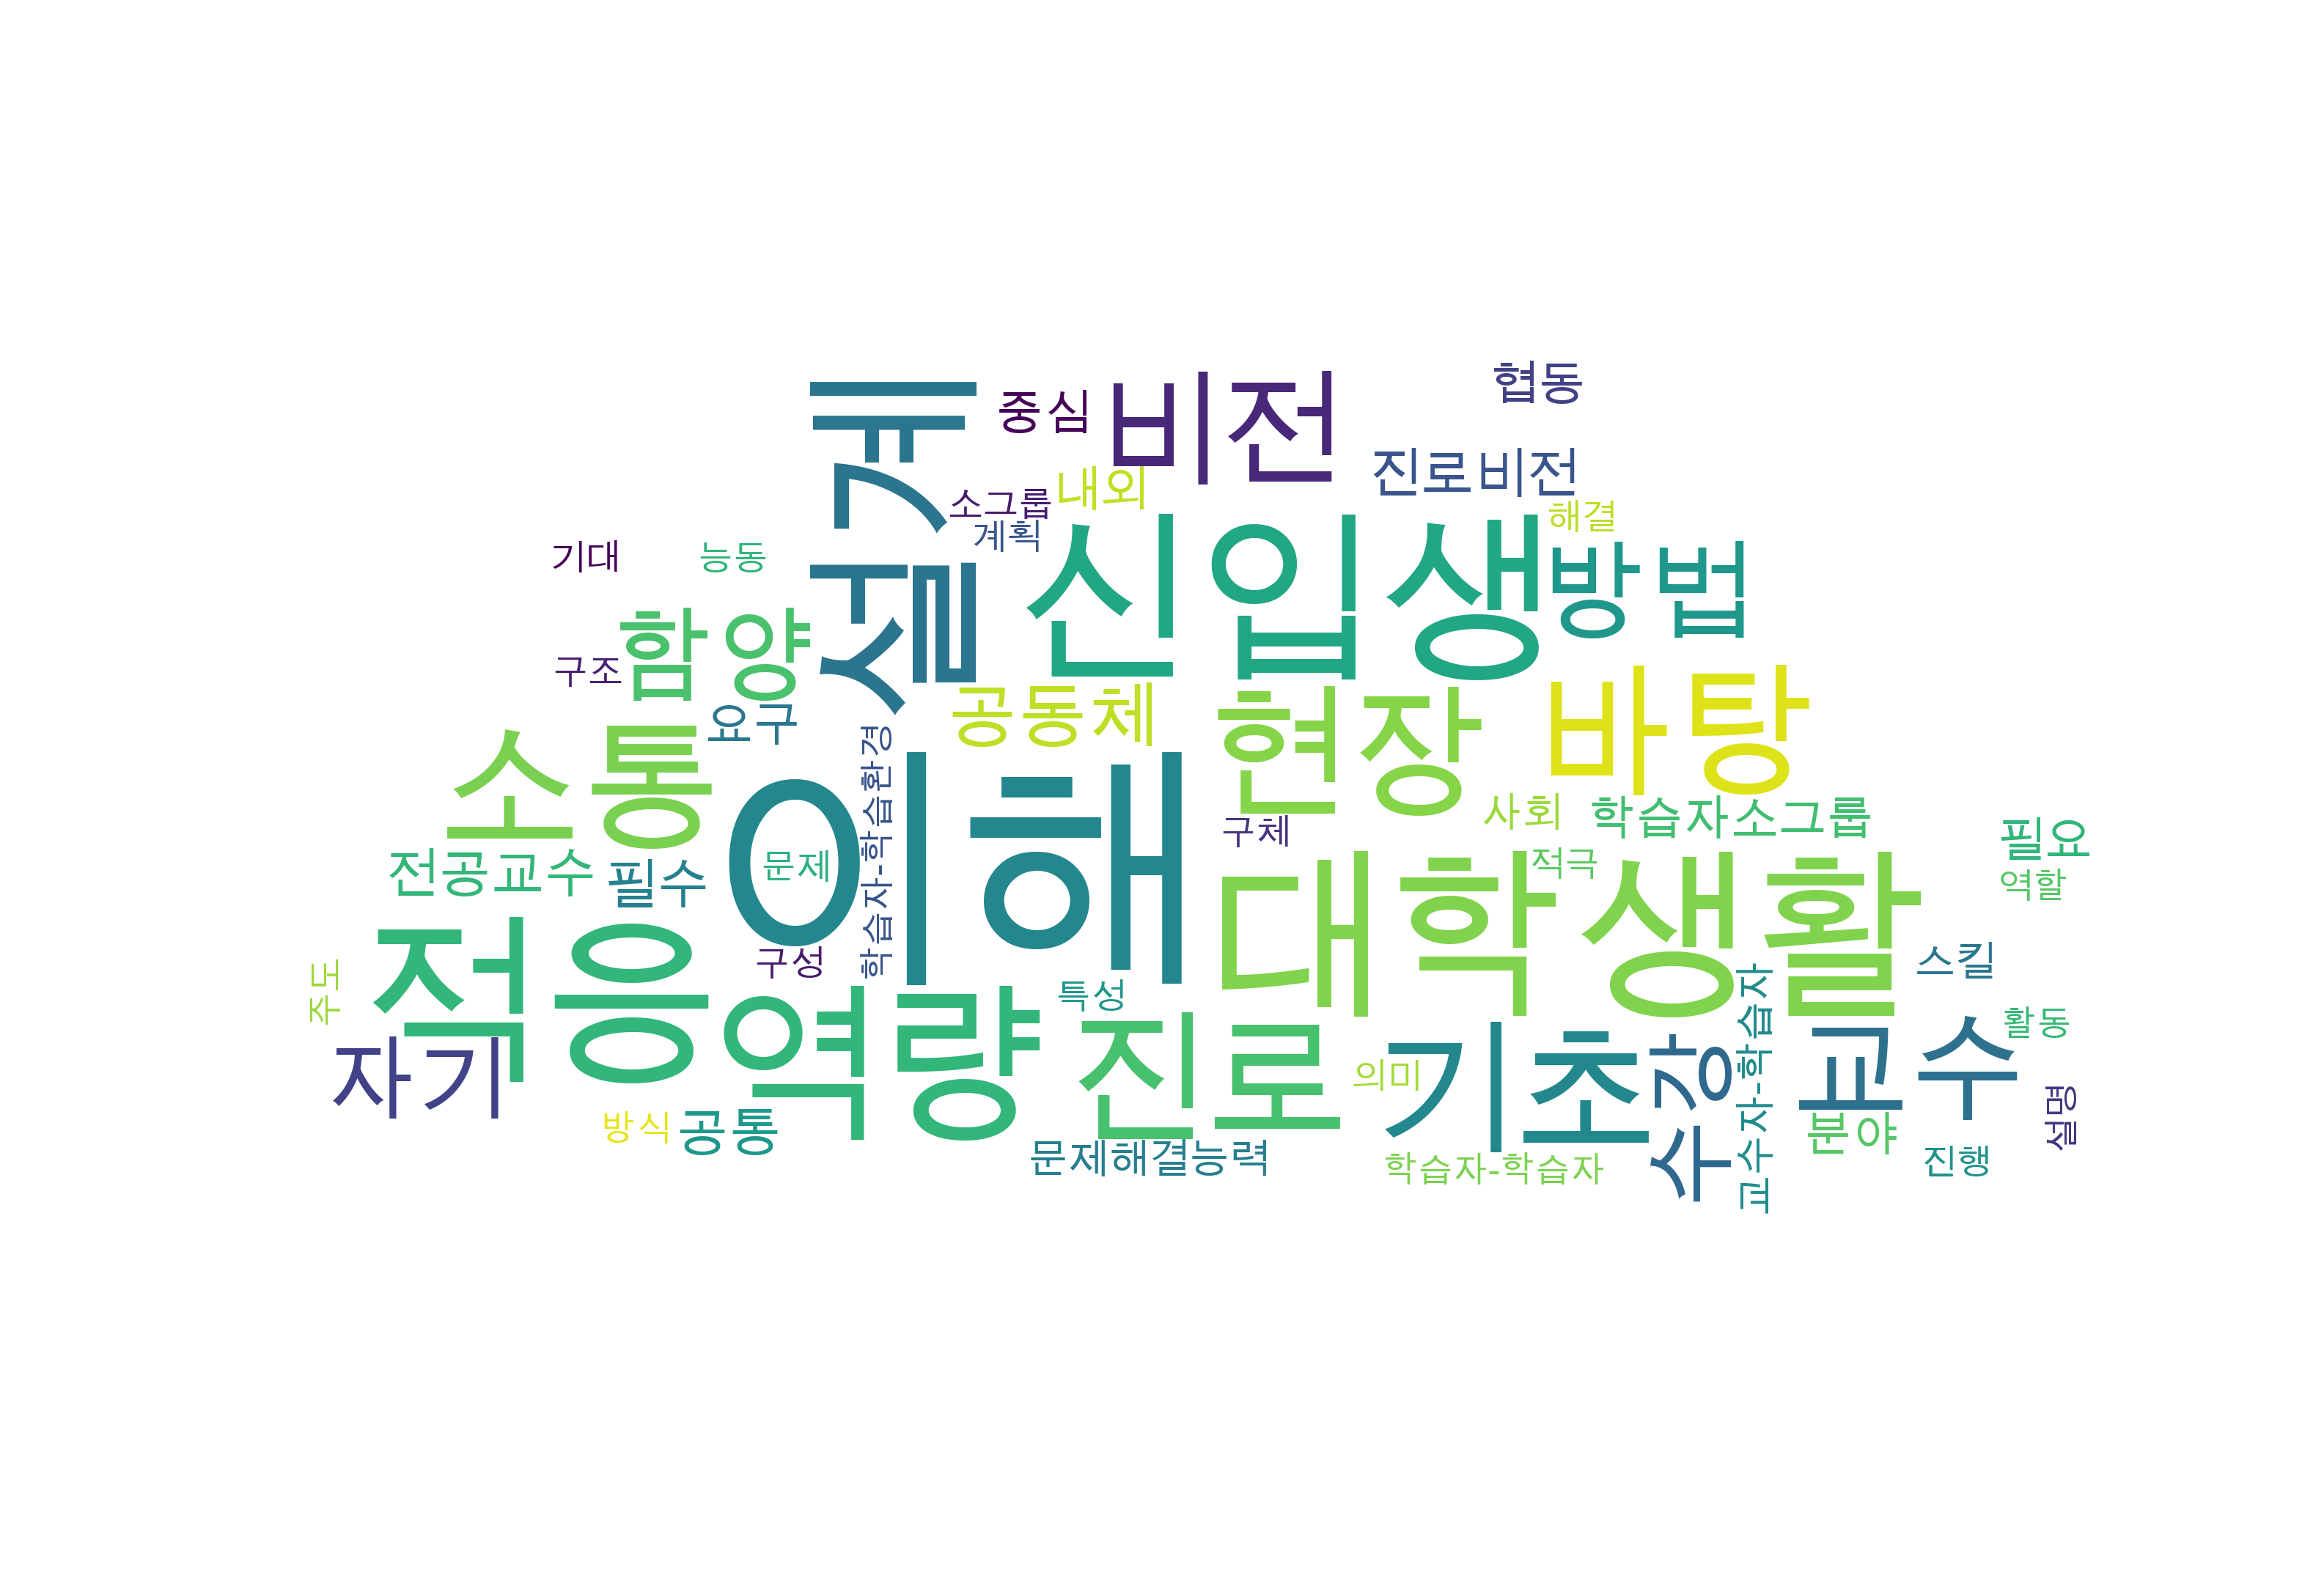 협동
중심
비전
설계
진로비전
내외
소그룹
해결
계획
신입생
기대
능동
방법
함양
구조
요구
공동체
현장
바탕
소통
학습자-학습환경
이해
사회
학습자소그룹
구체
필요
전공교수
필수
문제
적극
역할
대학생활
적응
구성
스킬
주도
특성
역량
자기
진로
의미
기초
수강
교수자-학습자
교수
활동
방식
공통
분야
설명
문제해결능력
학습자-학습자
진행